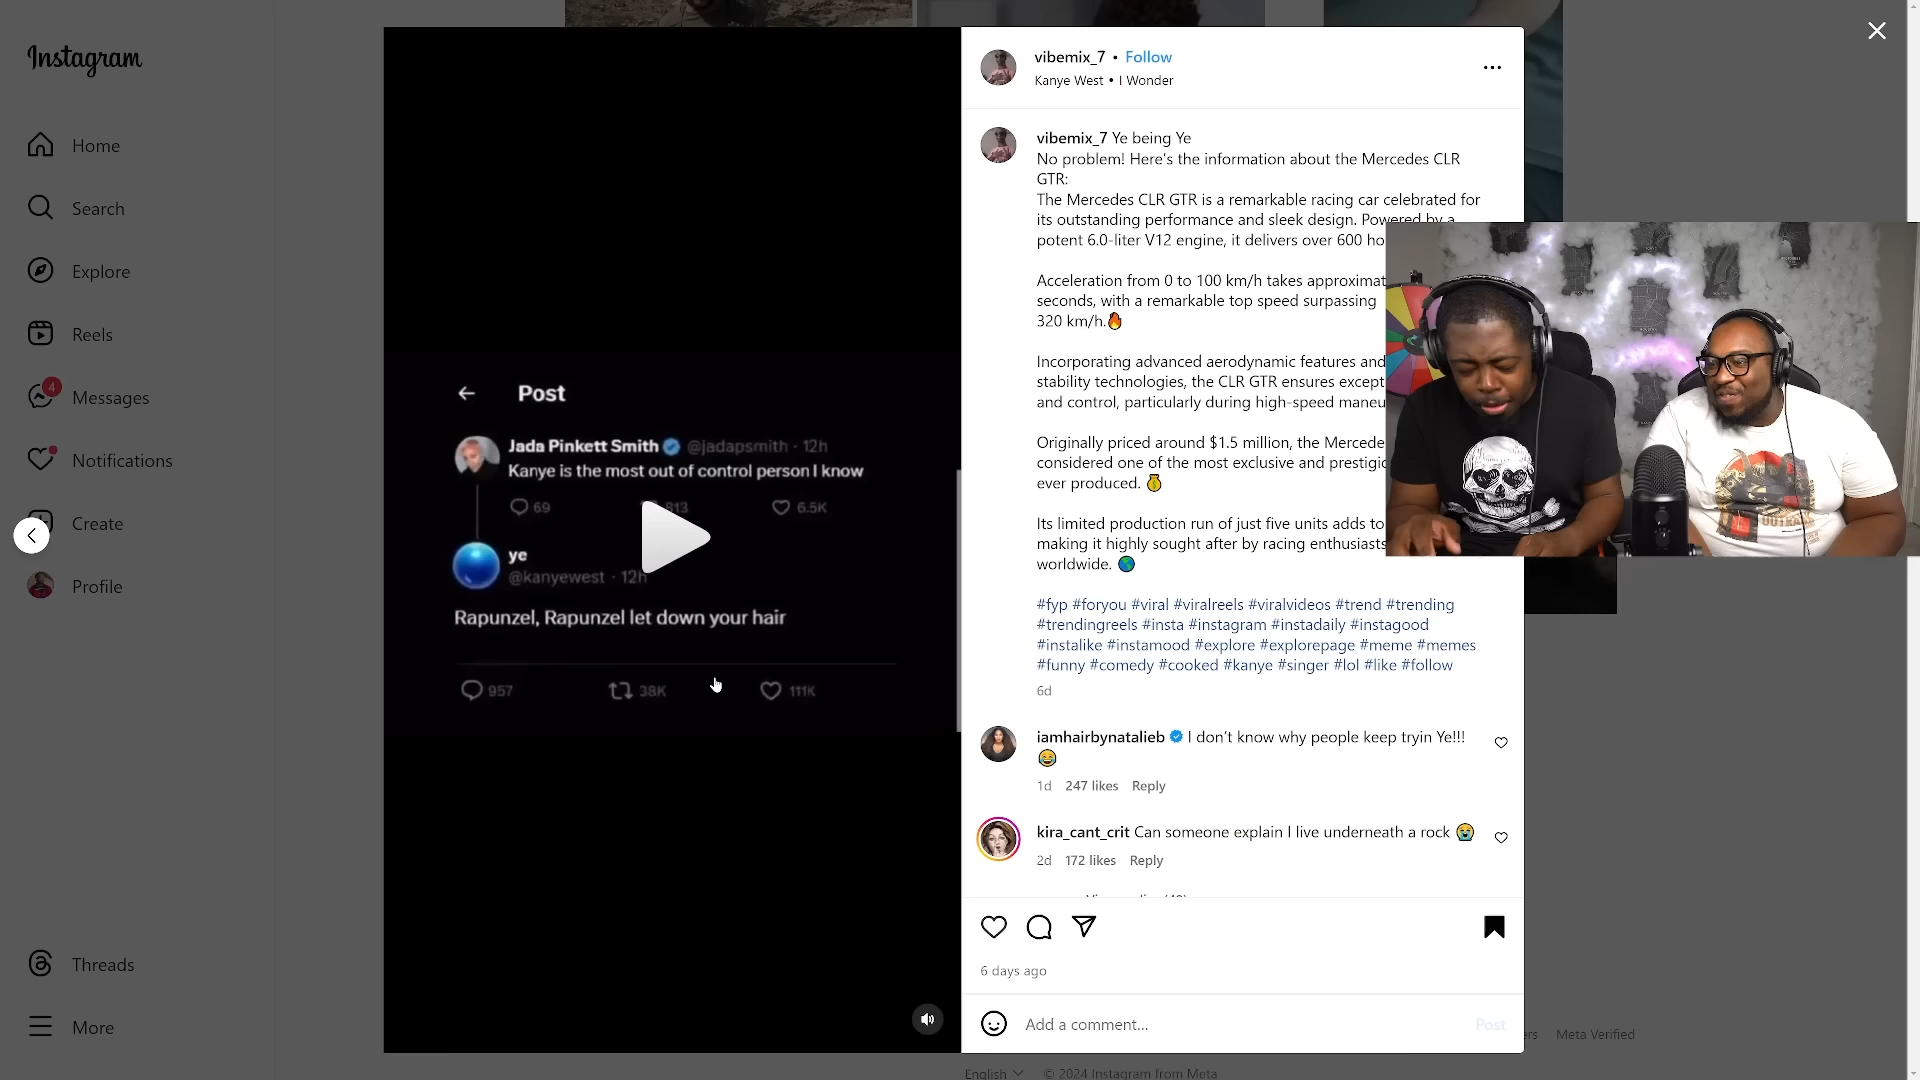 Instagram
Home
Search
Explore
Reels
4
Messages
Notifications
Create
Profile
Threads
More
Post
Jada Pinkett Smith @jadapsmith · 12h
Kanye is the most out of control person I know
69 813 6.5K
ye
@kanyewest · 12h
Rapunzel, Rapunzel let down your hair
957 38K 111K
vibemix_7 • Follow
Kanye West • I Wonder
vibemix_7 Ye being Ye
No problem! Here's the information about the Mercedes CLR
GTR:
The Mercedes CLR GTR is a remarkable racing car celebrated for
its outstanding performance and sleek design. Powered by a
potent 6.0-liter V12 engine, it delivers over 600 ho
Acceleration from 0 to 100 km/h takes approximat
seconds, with a remarkable top speed surpassing
320 km/h.🔥
Incorporating advanced aerodynamic features and
stability technologies, the CLR GTR ensures except
and control, particularly during high-speed maneu
Originally priced around $1.5 million, the Mercede
considered one of the most exclusive and prestigio
ever produced. 💰
Its limited production run of just five units adds to
making it highly sought after by racing enthusiasts
worldwide. 🌍
#fyp #foryou #viral #viralreels #viralvideos #trend #trending
#trendingreels #insta #instagram #instadaily #instagood
#instalike #instamood #explore #explorepage #meme #memes
#funny #comedy #cooked #kanye #singer #lol #like #follow
6d
iamhairbynatalieb I don't know why people keep tryin Ye!!!
😂
1d 247 likes Reply
kira_cant_crit Can someone explain I live underneath a rock 😭
2d 172 likes Reply
6 days ago
Add a comment...
Post
Meta Verified
English © 2024 Instagram from Meta